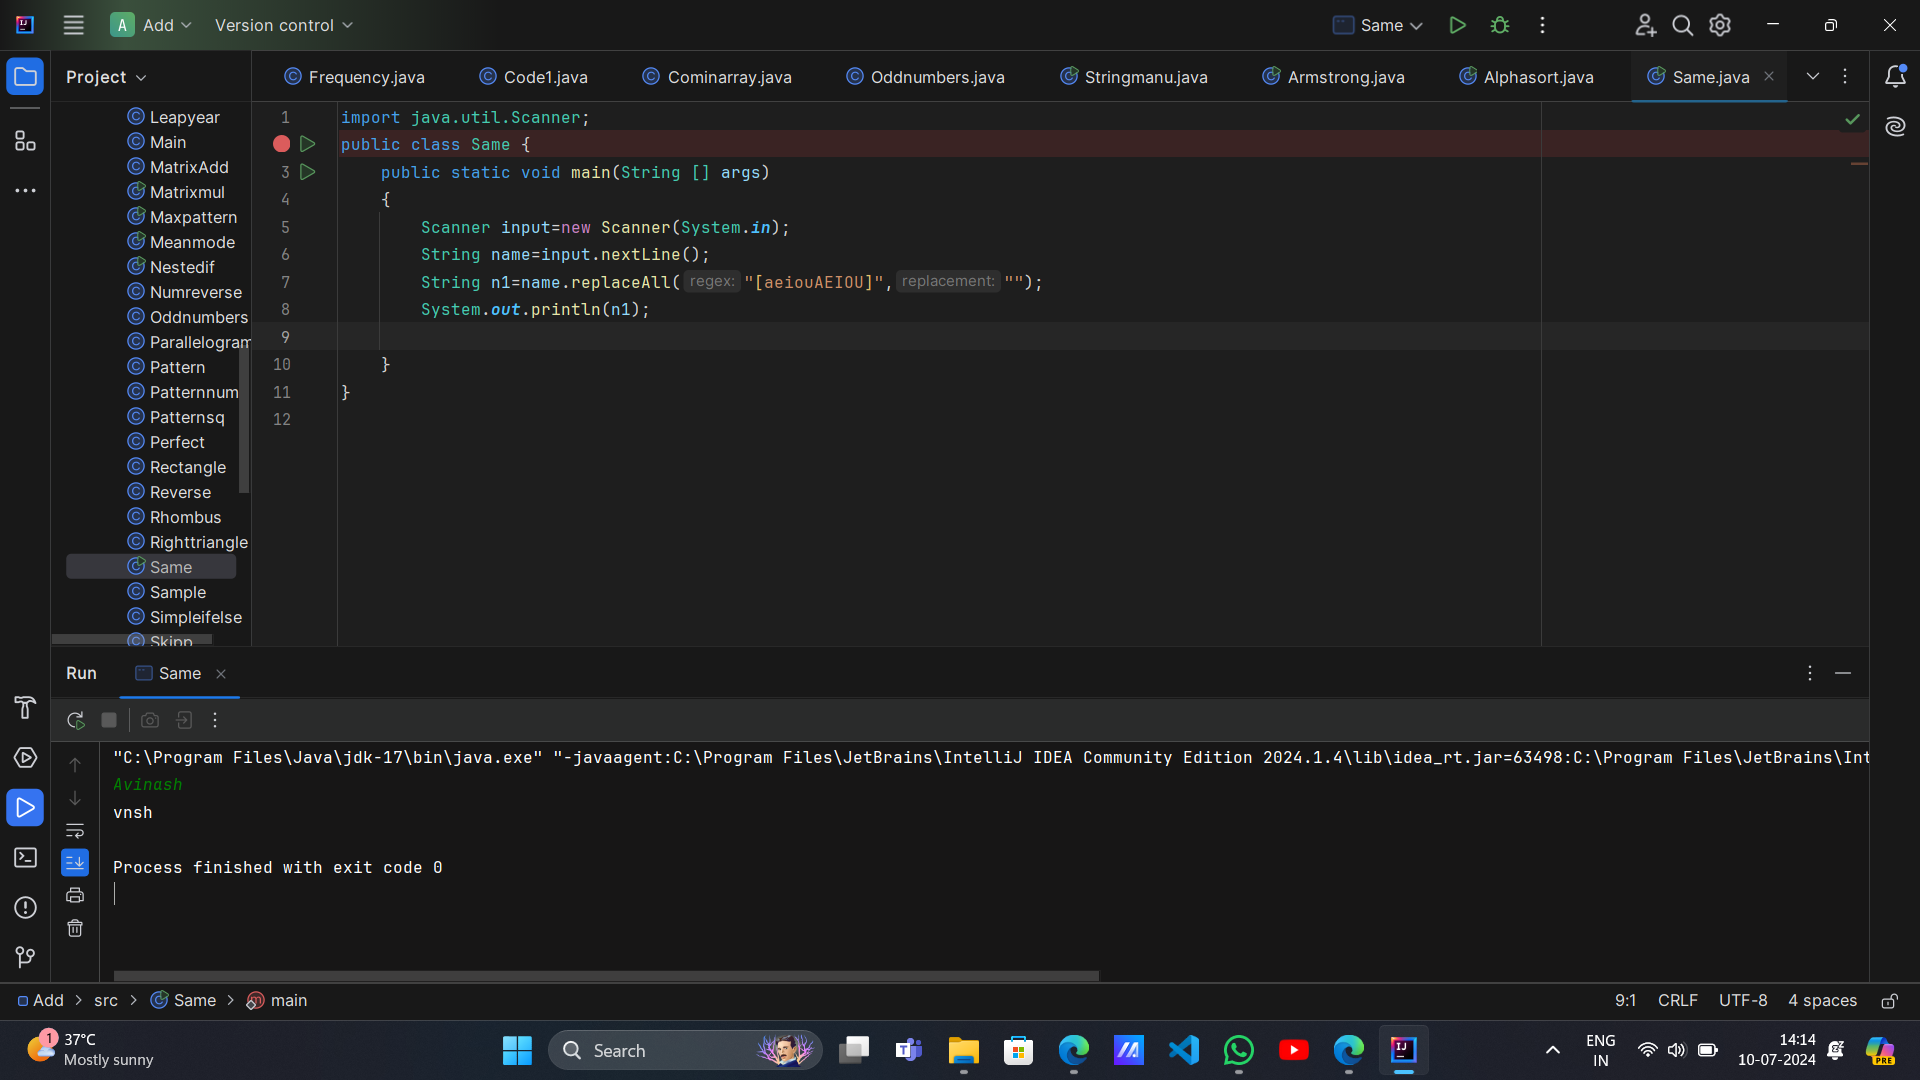 A Add Version control Same
Project
Frequency.java Code1.java Cominarray.java Oddnumbers.java Stringmanu.java Armstrong.java Alphasort.java Same.java
Leapyear
Main
MatrixAdd
Matrixmul
Maxpattern
Meanmode
Nestedif
Numreverse
Oddnumbers
Parallelogram
Pattern
Patternnum
Patternsq
Perfect
Rectangle
Reverse
Rhombus
Righttriangle
Same
Sample
Simpleifelse
Skipp
1 import java.util.Scanner;
public class Same {
3 public static void main(String [] args)
4 {
5 Scanner input=new Scanner(System.in);
6 String name=input.nextLine();
7 String n1=name.replaceAll( regex: "[aeiouAEIOU]", replacement: "");
8 System.out.println(n1);
9
10 }
11 }
12
Run Same
"C:\Program Files\Java\jdk-17\bin\java.exe" "-javaagent:C:\Program Files\JetBrains\IntelliJ IDEA Community Edition 2024.1.4\lib\idea_rt.jar=63498:C:\Program Files\JetBrains\Int
Avinash
vnsh
Process finished with exit code 0
Add > src > Same > main 9:1 CRLF UTF-8 4 spaces
1 37°C
Mostly sunny
Search
ENG
IN
14:14
10-07-2024
PRE